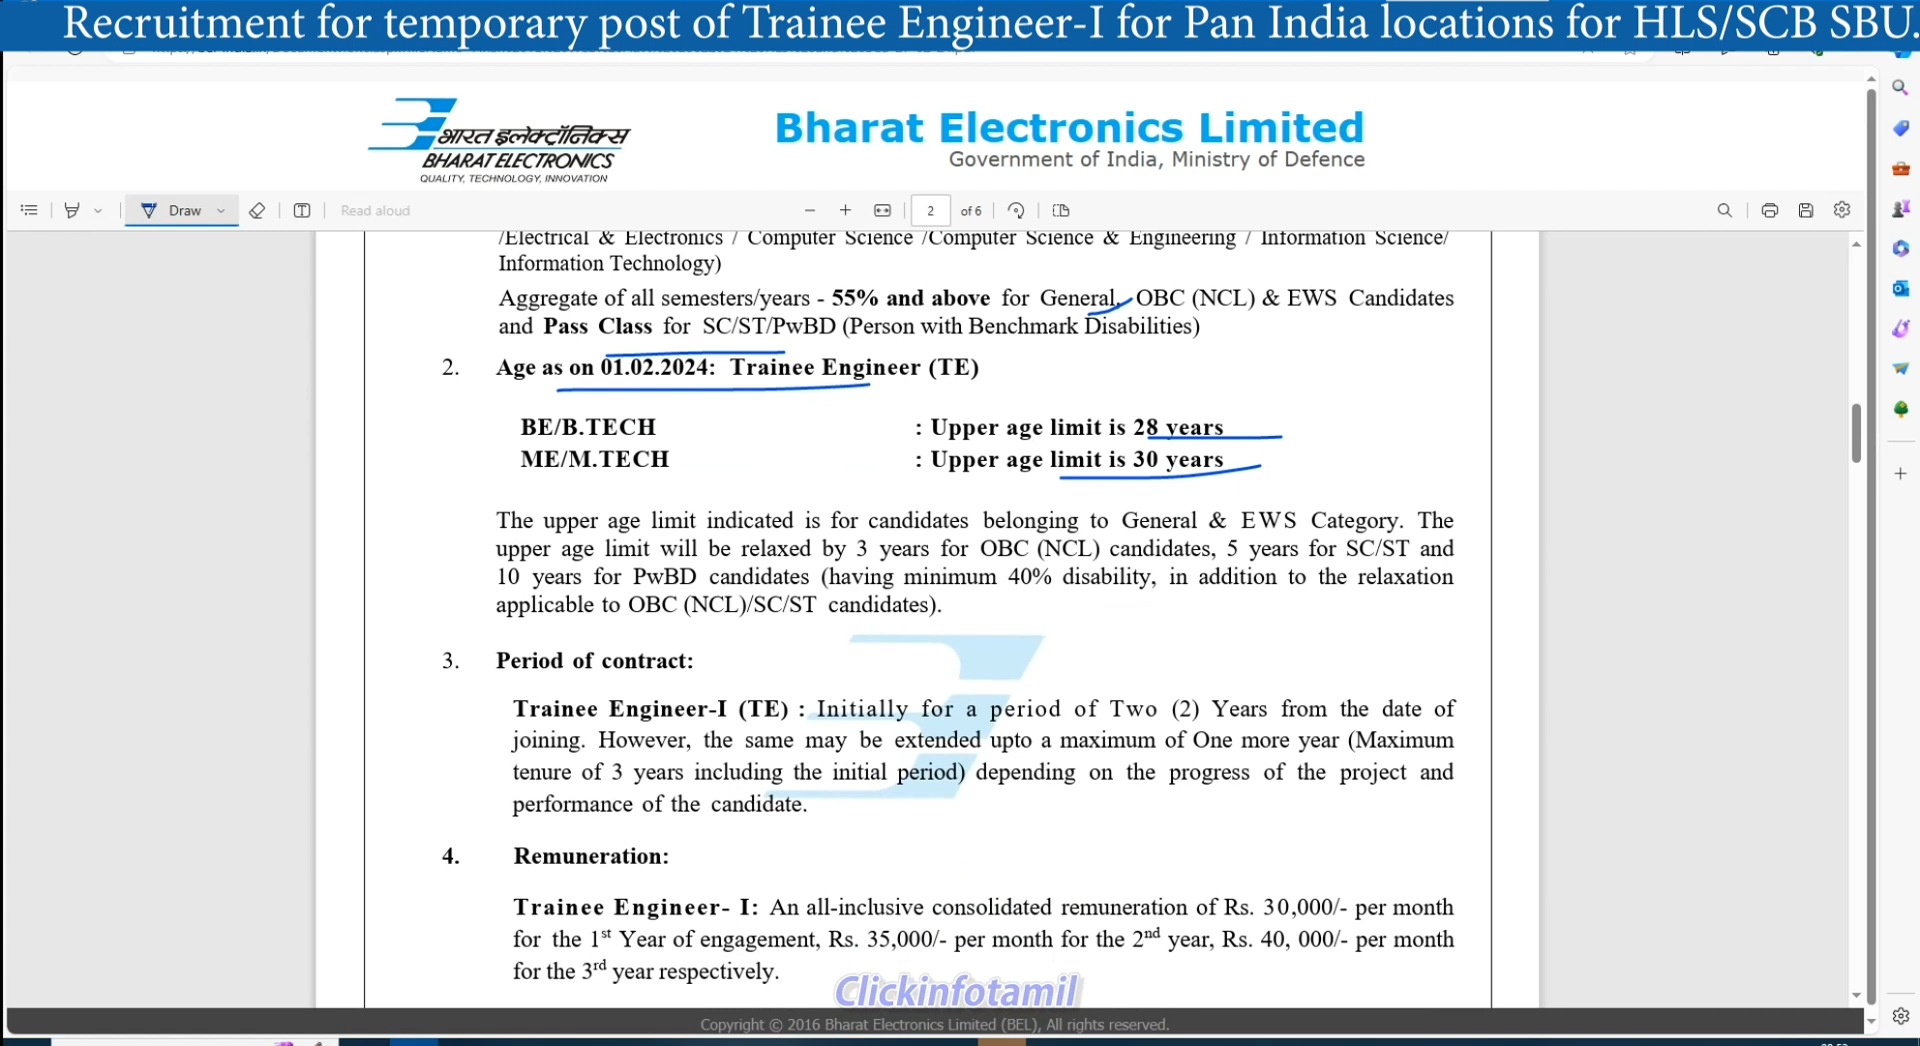 Recruitment for temporary post of Trainee Engineer-I for Pan India locations for HLS/SCB SBU.
भारत इलेक्ट्रॉनिक्स
BHARAT ELECTRONICS
QUALITY, TECHNOLOGY, INNOVATION
Bharat Electronics Limited
Government of India, Ministry of Defence
Draw
Read aloud
2
of 6
/Electrical & Electronics / Computer Science /Computer Science & Engineering / Information Science/
Information Technology)
Aggregate of all semesters/years - 55% and above for General, OBC (NCL) & EWS Candidates
and Pass Class for SC/ST/PwBD (Person with Benchmark Disabilities)
2. Age as on 01.02.2024: Trainee Engineer (TE)
BE/B.TECH : Upper age limit is 28 years
ME/M.TECH : Upper age limit is 30 years
The upper age limit indicated is for candidates belonging to General & EWS Category. The
upper age limit will be relaxed by 3 years for OBC (NCL) candidates, 5 years for SC/ST and
10 years for PwBD candidates (having minimum 40% disability, in addition to the relaxation
applicable to OBC (NCL)/SC/ST candidates).
3. Period of contract:
Trainee Engineer-I (TE) : Initially for a period of Two (2) Years from the date of
joining. However, the same may be extended upto a maximum of One more year (Maximum
tenure of 3 years including the initial period) depending on the progress of the project and
performance of the candidate.
4. Remuneration:
Trainee Engineer- I: An all-inclusive consolidated remuneration of Rs. 30,000/- per month
for the 1st Year of engagement, Rs. 35,000/- per month for the 2nd year, Rs. 40, 000/- per month
for the 3rd year respectively.
Clickinfotamil
Copyright © 2016 Bharat Electronics Limited (BEL), All rights reserved.